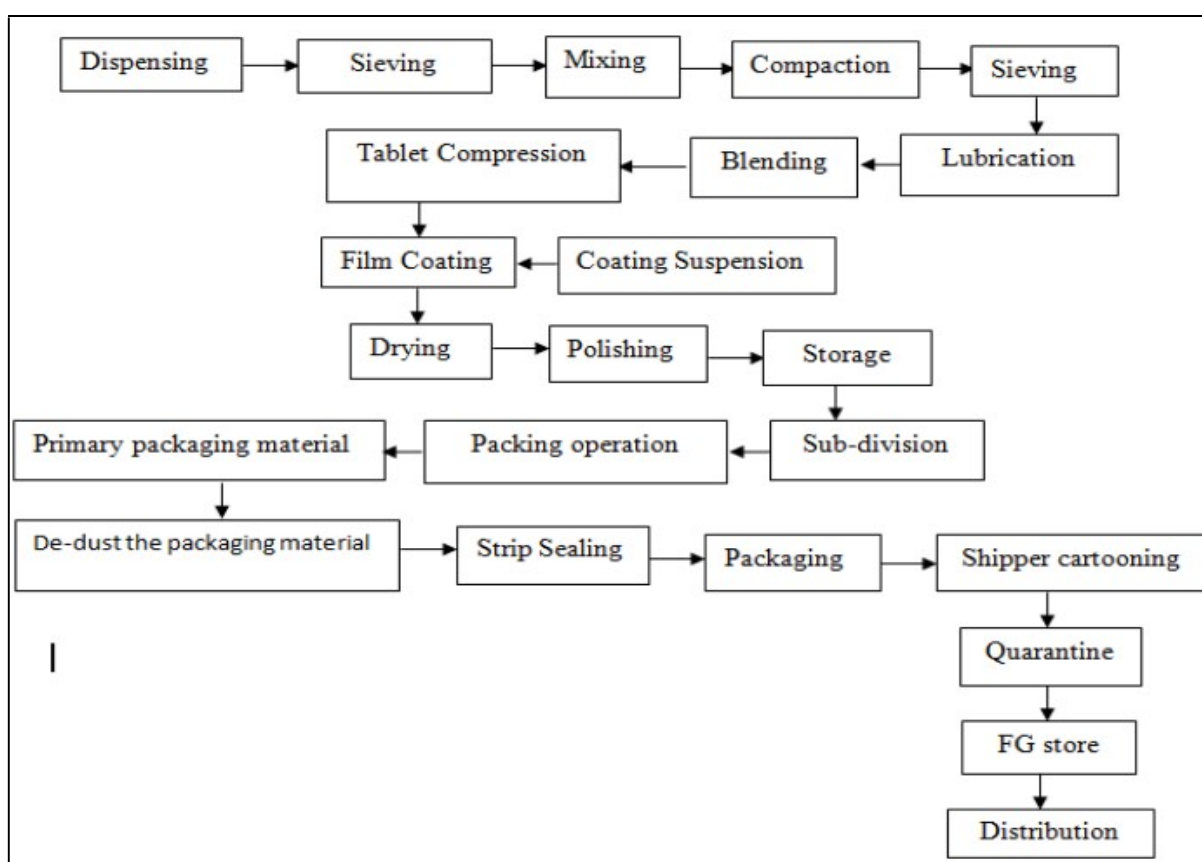 Dispensing
Sieving
Mixing
Compaction
Sieving
Lubrication
Blending
Tablet Compression
Film Coating
Coating Suspension
Drying
Polishing
Storage
Sub-division
Packing operation
Primary packaging material
De-dust the packaging material
Strip Sealing
Packaging
Shipper cartooning
Quarantine
FG store
Distribution